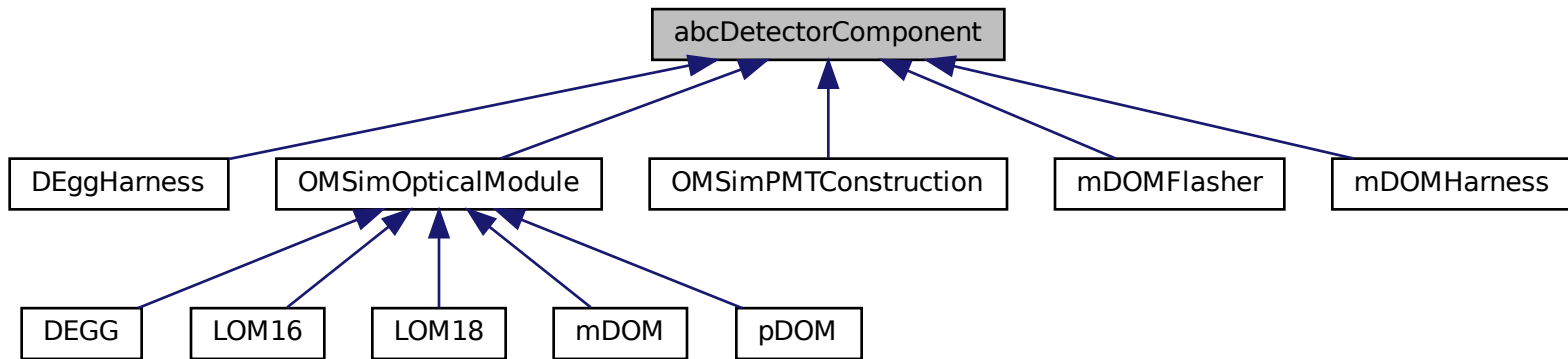 abcDetectorComponent
DEggHarness
OMSimOpticalModule
OMSimPMTConstruction
mDOMFlasher
mDOMHarness
DEGG
LOM16
LOM18
mDOM
pDOM